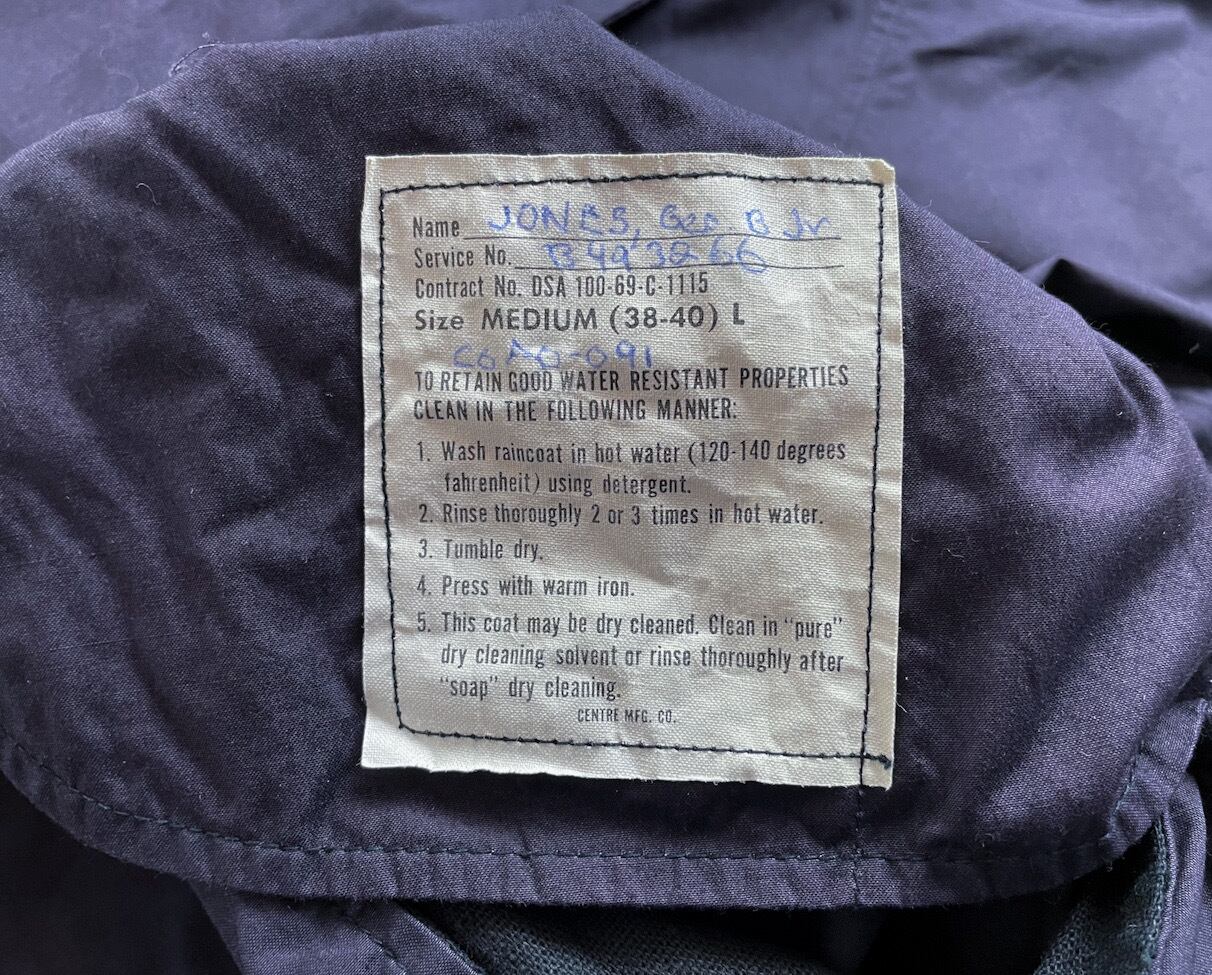 Name JONES, Geo B Jr
Service No. B993266
Contract No. DSA 100-69-C-1115
Size MEDIUM (38-40) L
TO RETAIN GOOD WATER RESISTANT PROPERTIES
CLEAN IN THE FOLLOWING MANNER:
1. Wash raincoat in hot water (120-140 degrees
fahrenheit) using detergent.
2. Rinse thoroughly 2 or 3 times in hot water.
3. Tumble dry.
4. Press with warm iron.
5. This coat may be dry cleaned. Clean in "pure"
dry cleaning solvent or rinse thoroughly after
"soap" dry cleaning.
CENTRE MFG. CO.